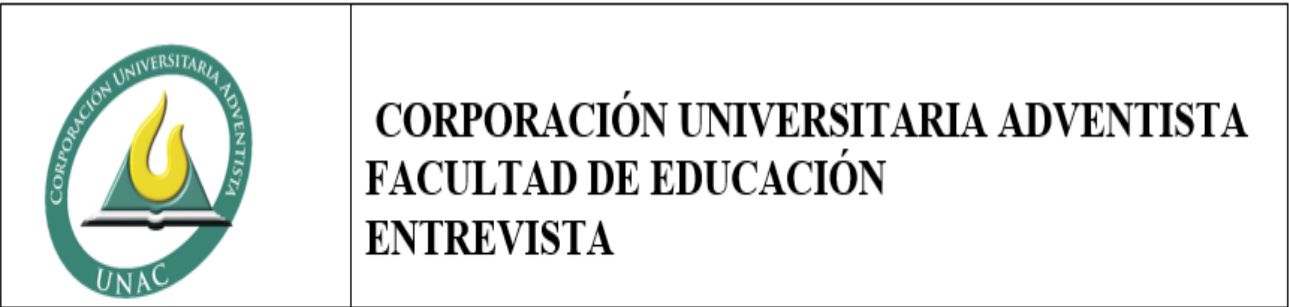 CORPORACIÓN UNIVERSITARIA ADVENTISTA
UNAC
CORPORACIÓN UNIVERSITARIA ADVENTISTA
FACULTAD DE EDUCACIÓN
ENTREVISTA